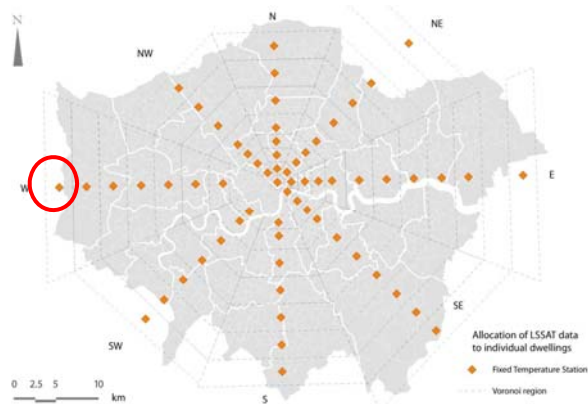 N
N
NE
NW
W
E
SE
SW
S
Allocation of LSSAT data
to individual dwellings
Fixed Temperature Station
Voronoi region
0 2.5 5 10
km